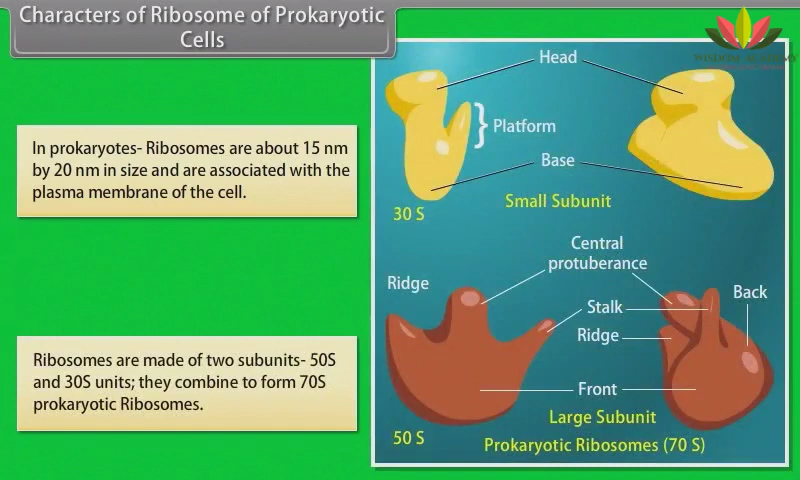 Characters of Ribosome of Prokaryotic
Cells
In prokaryotes- Ribosomes are about 15 nm
by 20 nm in size and are associated with the
plasma membrane of the cell.
Ribosomes are made of two subunits- 50S
and 30S units; they combine to form 70S
prokaryotic Ribosomes.
Head
Platform
Base
30 S
Small Subunit
Central
protuberance
Ridge
Stalk
Back
Ridge
Front
Large Subunit
50 S
Prokaryotic Ribosomes (70 S)